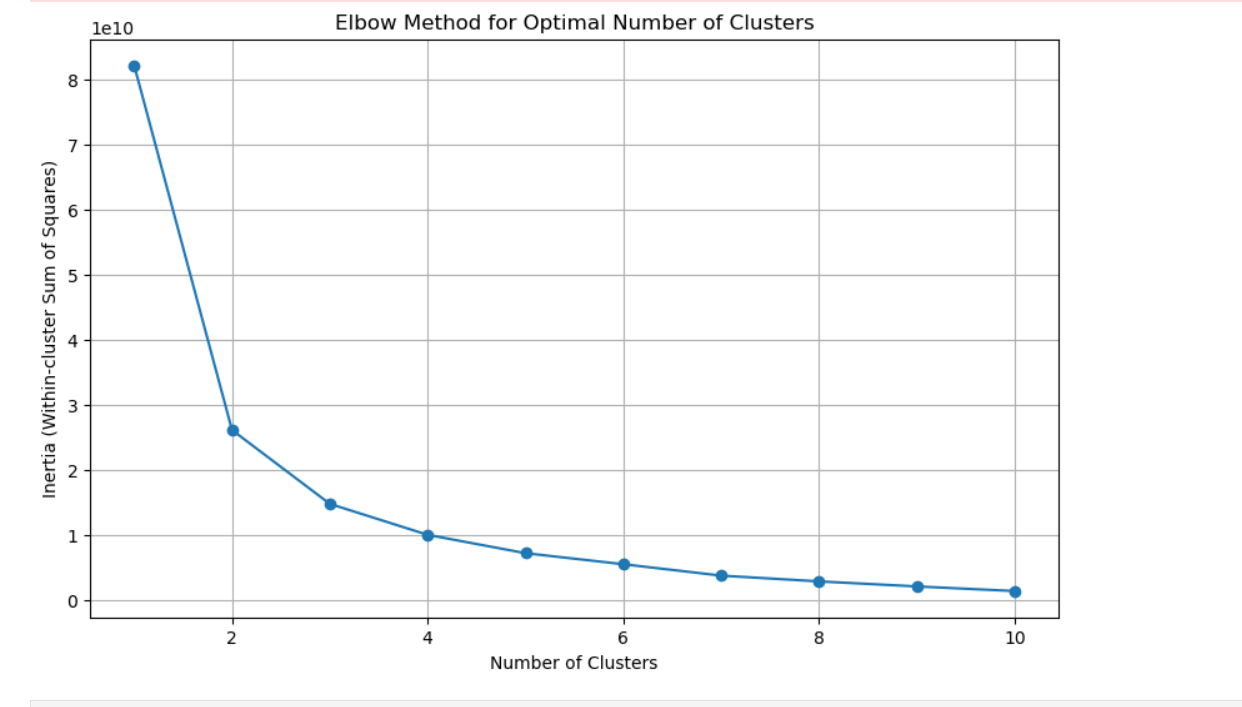 Elbow Method for Optimal Number of Clusters
1e10
8
7
6
5
4
3
2
1
0
Inertia (Within-cluster Sum of Squares)
2 4 6 8 10
Number of Clusters